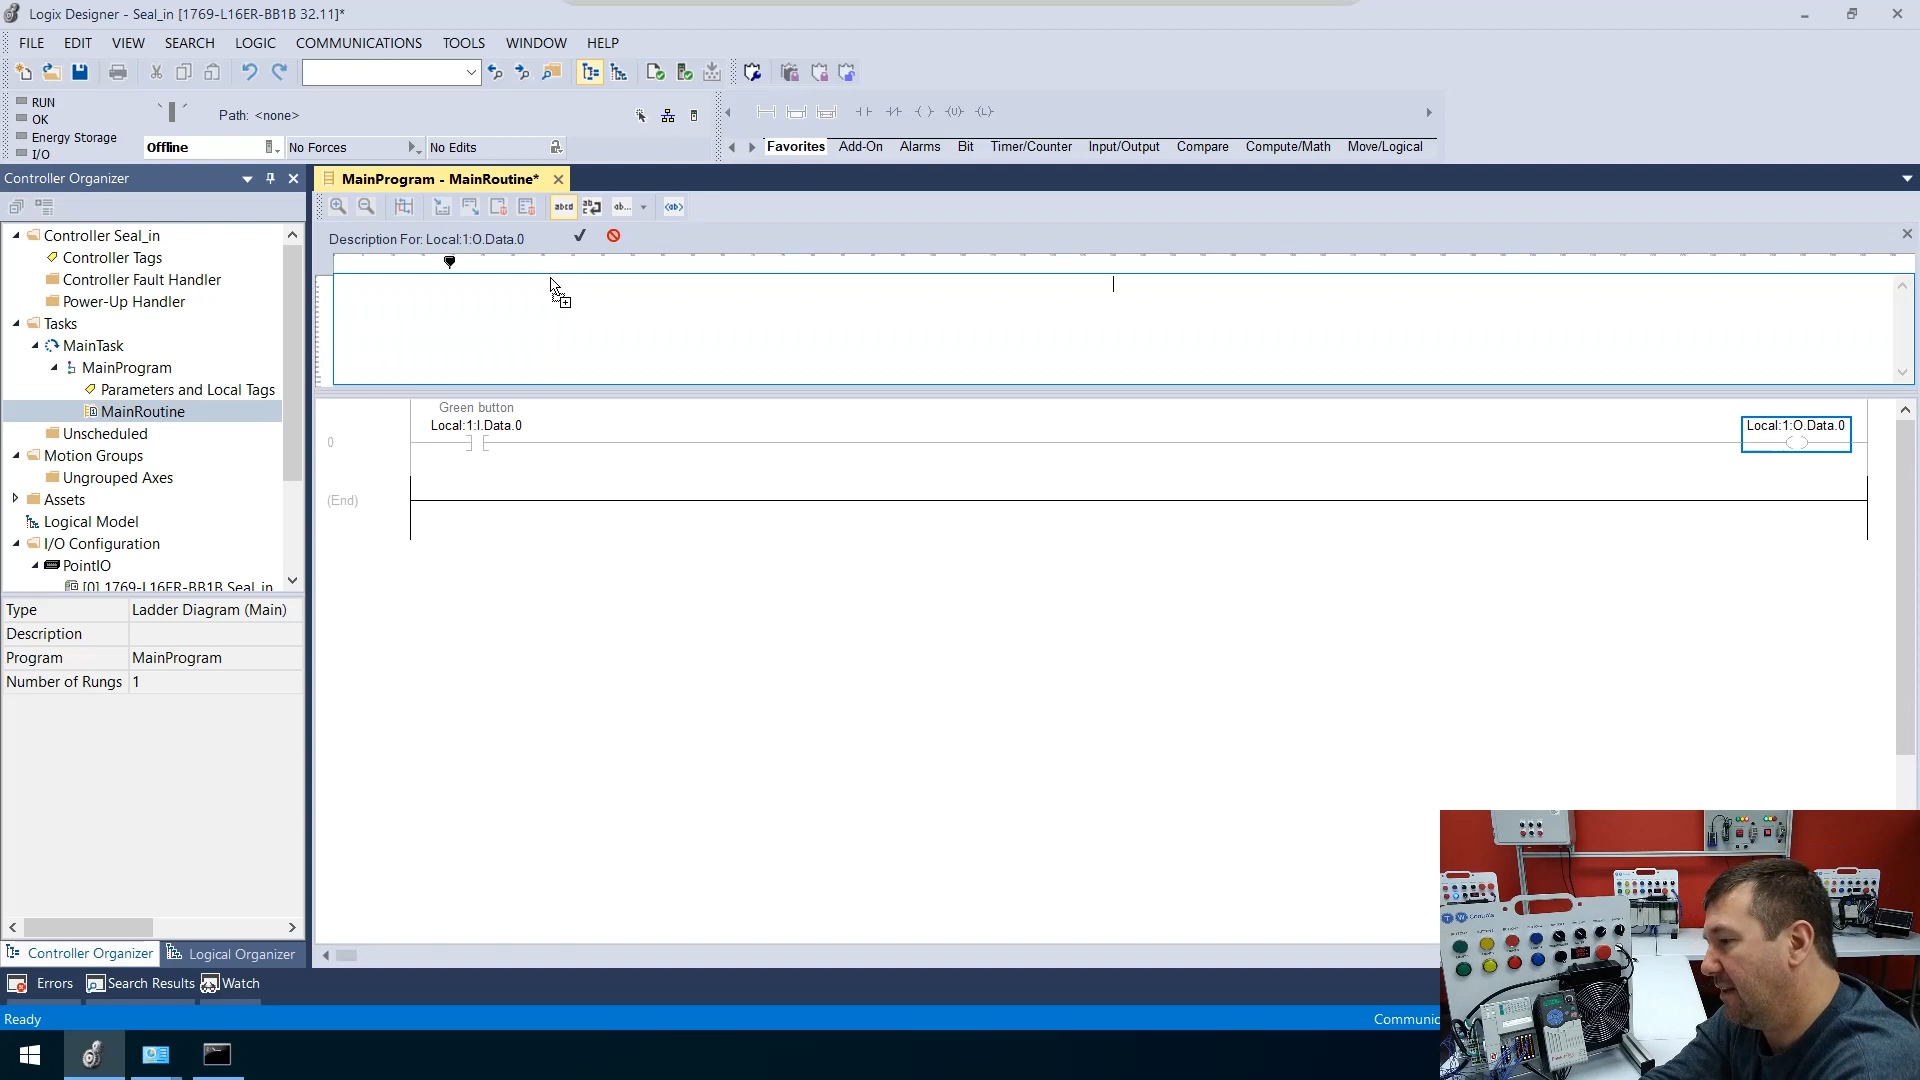 Logix Designer - Seal_in [1769-L16ER-BB1B 32.11]*
FILE EDIT VIEW SEARCH LOGIC COMMUNICATIONS TOOLS WINDOW HELP
RUN
OK
Energy Storage
I/O
Path: <none>
Offline
No Forces
No Edits
Favorites Add-On Alarms Bit Timer/Counter Input/Output Compare Compute/Math Move/Logical
Controller Organizer
MainProgram - MainRoutine*
Description For: Local:1:O.Data.0
Controller Seal_in
Controller Tags
Controller Fault Handler
Power-Up Handler
Tasks
MainTask
MainProgram
Parameters and Local Tags
MainRoutine
Unscheduled
Motion Groups
Ungrouped Axes
Assets
Logical Model
I/O Configuration
PointIO
[0] 1769-L16ER-BB1B Seal_in
Green button
Local:1:I.Data.0
Local:1:O.Data.0
0
(End)
Type Ladder Diagram (Main)
Description
Program MainProgram
Number of Rungs 1
Controller Organizer Logical Organizer
Errors Search Results Watch
Ready
Communic